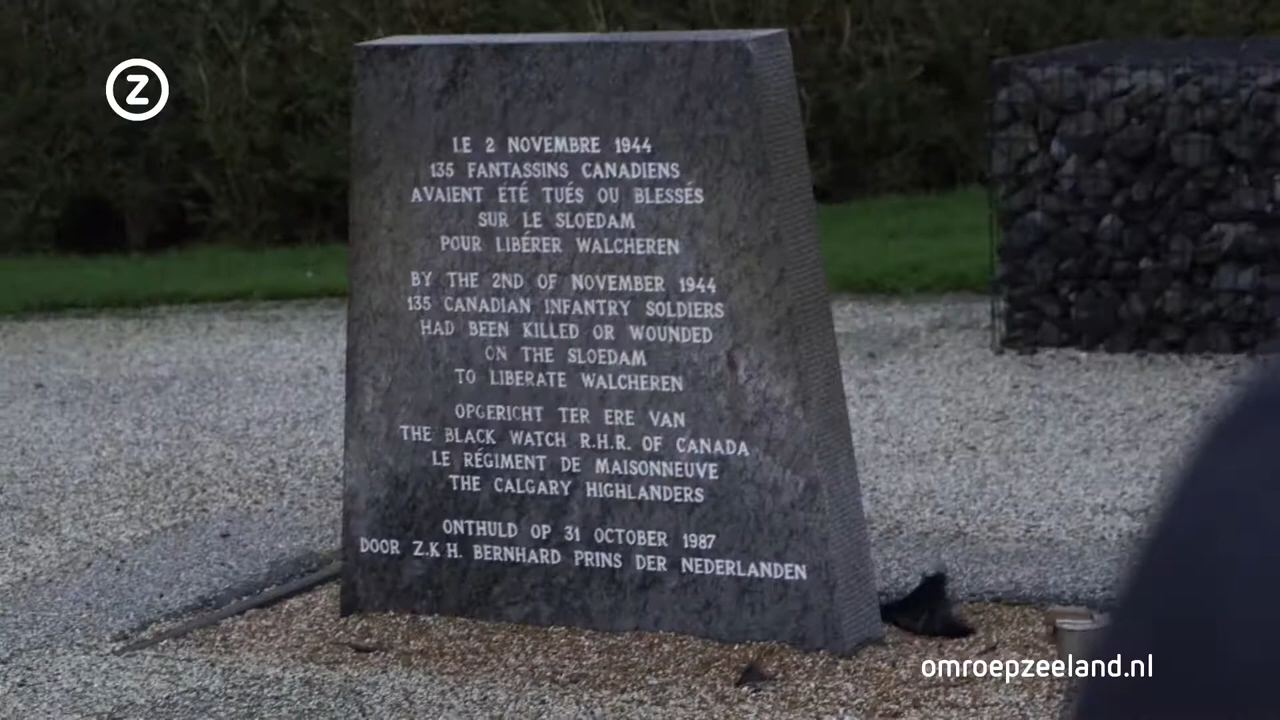 Z
LE 2 NOVEMBRE 1944
135 FANTASSINS CANADIENS
AVAIENT ÉTÉ TUÉS OU BLESSÉS
SUR LE SLOEDAM
POUR LIBÉRER WALCHEREN
BY THE 2ND OF NOVEMBER 1944
135 CANADIAN INFANTRY SOLDIERS
HAD BEEN KILLED OR WOUNDED
ON THE SLOEDAM
TO LIBERATE WALCHEREN
OPGERICHT TER ERE VAN
THE BLACK WATCH R.H.R. OF CANADA
LE RÉGIMENT DE MAISONNEUVE
THE CALGARY HIGHLANDERS
ONTHULD OP 31 OCTOBER 1987
DOOR Z.K H. BERNHARD PRINS DER NEDERLANDEN
omroepzeeland.nl